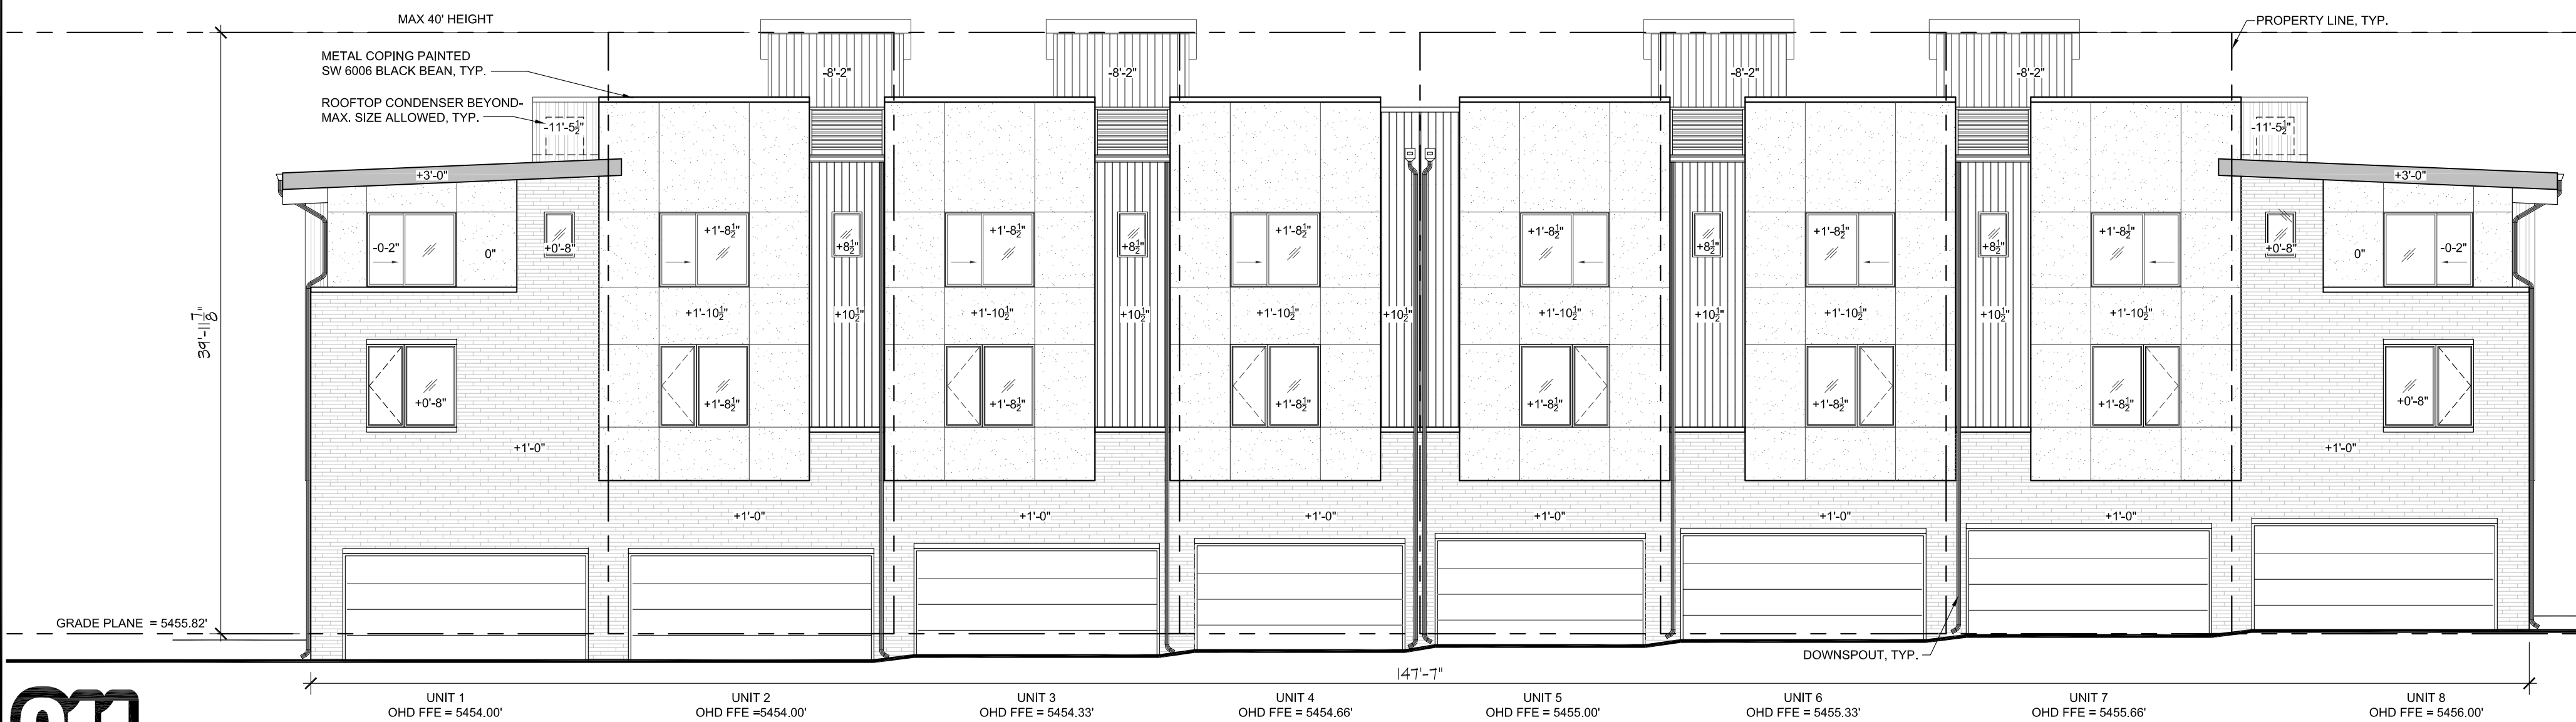 MAX 40' HEIGHT
PROPERTY LINE, TYP.
METAL COPING PAINTED
SW 6006 BLACK BEAN, TYP.
-8'-2"
-8'-2"
-8'-2"
-8'-2"
ROOFTOP CONDENSER BEYOND-
MAX. SIZE ALLOWED, TYP.
-11'-5½"
-11'-5½"
+3'-0"
+3'-0"
-0-2"
0"
+0'-8"
+1'-8½"
+8½"
+1'-8½"
+8½"
+1'-8½"
+1'-8½"
+8½"
+1'-8½"
+8½"
+1'-8½"
+0'-8"
0"
-0-2"
39'-11⅞"
+1'-10½"
+10½"
+1'-10½"
+10½"
+1'-10½"
+10½"
+1'-10½"
+10½"
+1'-10½"
+10½"
+1'-10½"
+0'-8"
+1'-8½"
+1'-8½"
+1'-8½"
+1'-8½"
+1'-8½"
+1'-8½"
+0'-8"
+1'-0"
+1'-0"
+1'-0"
+1'-0"
+1'-0"
+1'-0"
+1'-0"
+1'-0"
GRADE PLANE = 5455.82'
DOWNSPOUT, TYP.
147'-7"
UNIT 1
OHD FFE = 5454.00'
UNIT 2
OHD FFE =5454.00'
UNIT 3
OHD FFE = 5454.33'
UNIT 4
OHD FFE = 5454.66'
UNIT 5
OHD FFE = 5455.00'
UNIT 6
OHD FFE = 5455.33'
UNIT 7
OHD FFE = 5455.66'
UNIT 8
OHD FFE = 5456.00'